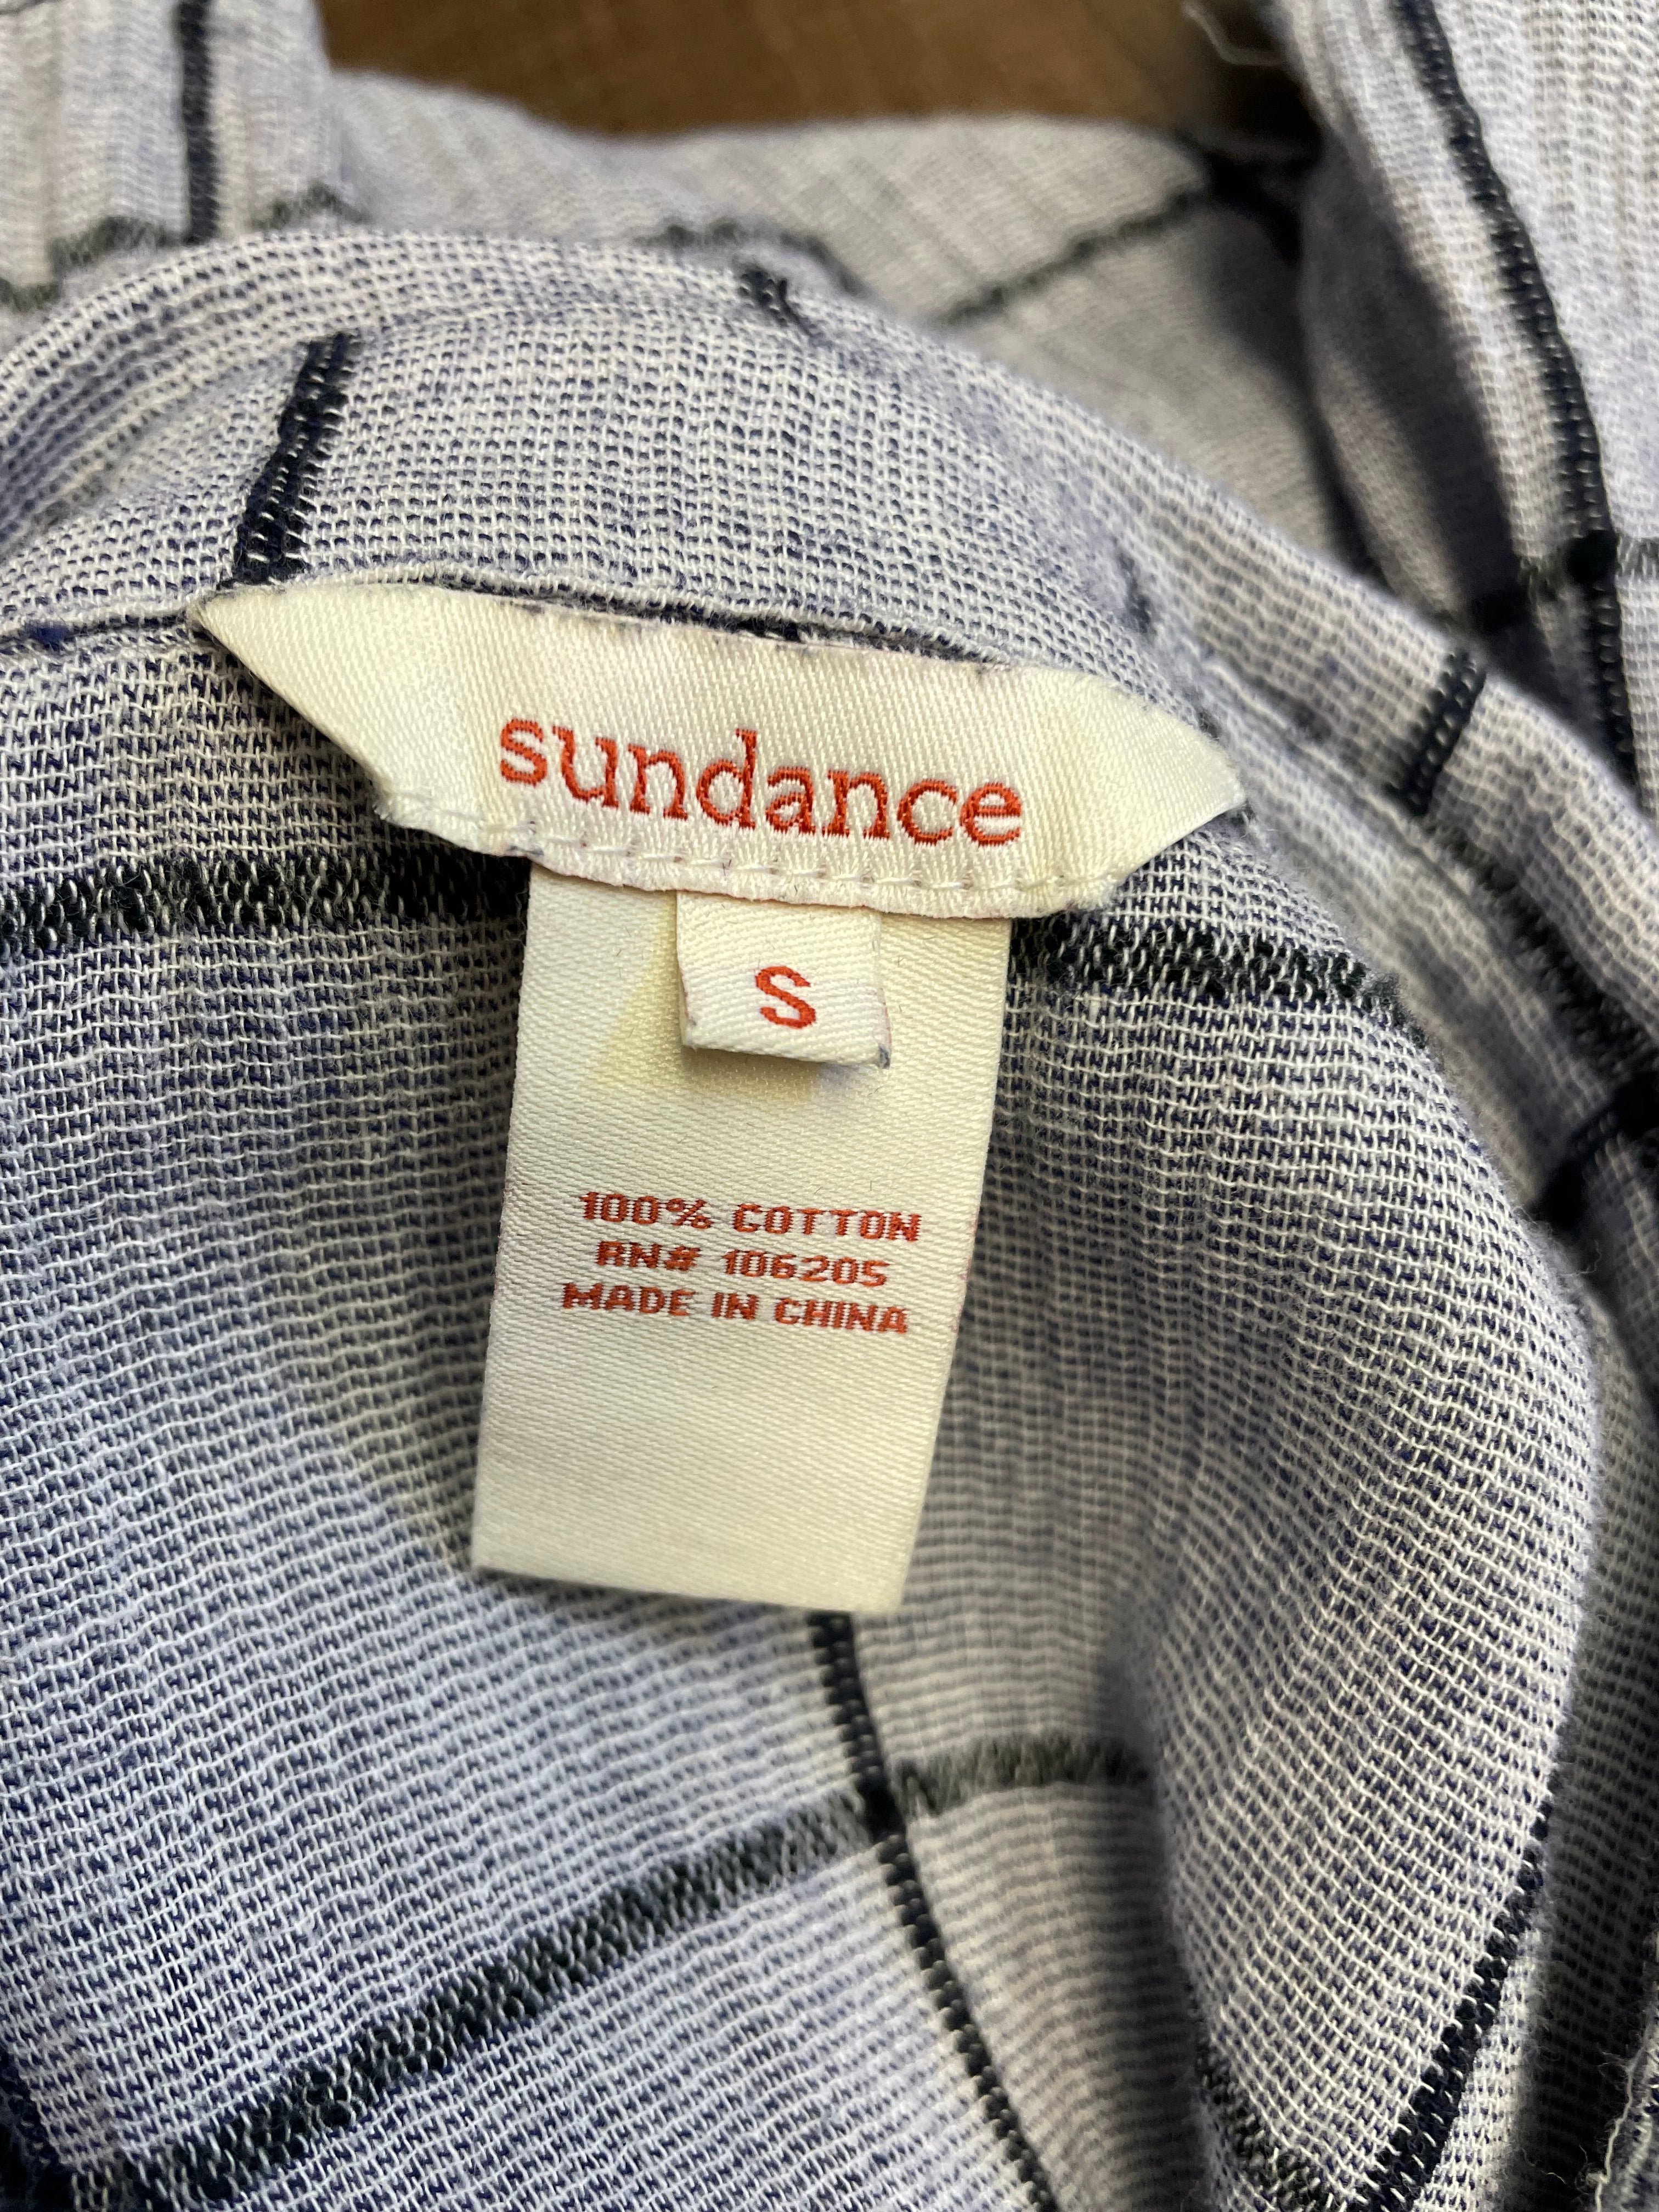 sundance
S
100% COTTON
RN# 106205
MADE IN CHINA